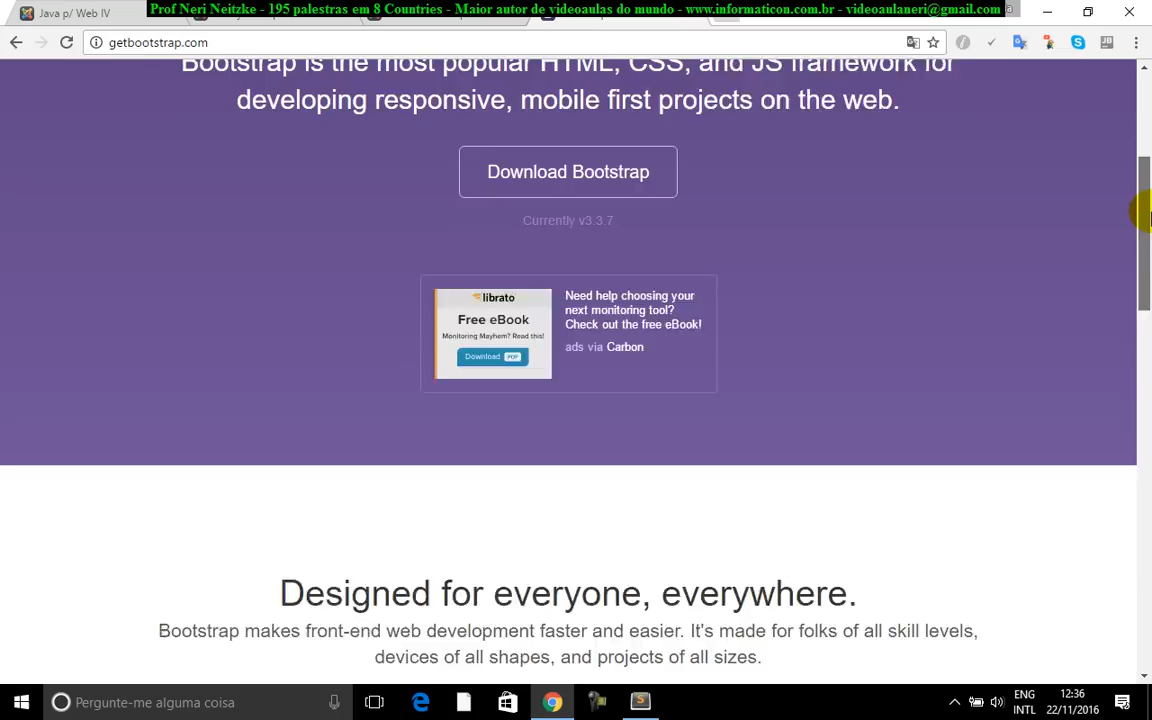 Java p/ Web IV
Prof Neri Neitzke - 195 palestras em 8 Countries - Maior autor de videoaulas do mundo - www.informaticon.com.br - videoaulaneri@gmail.com
getbootstrap.com
Bootstrap is the most popular HTML, CSS, and JS framework for
developing responsive, mobile first projects on the web.
Download Bootstrap
Currently v3.3.7
librato
Free eBook
Monitoring Mayhem? Read this!
Download PDF
Need help choosing your
next monitoring tool?
Check out the free eBook!
ads via Carbon
Designed for everyone, everywhere.
Bootstrap makes front-end web development faster and easier. It's made for folks of all skill levels,
devices of all shapes, and projects of all sizes.
Pergunte-me alguma coisa
ENG
INTL
12:36
22/11/2016